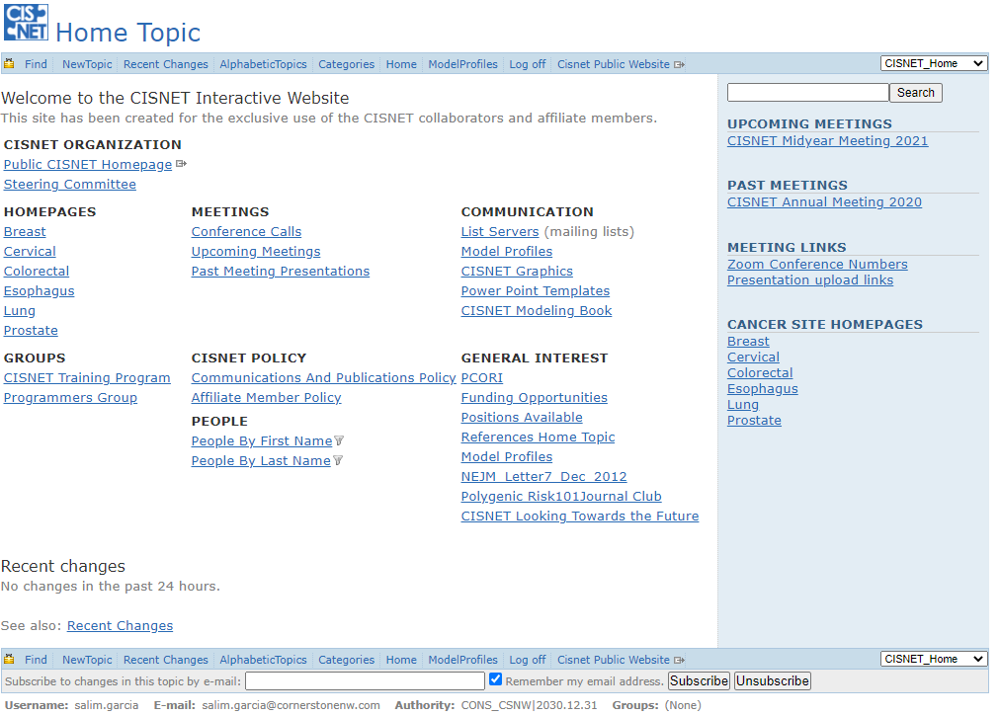 CIS NET Home Topic
Find NewTopic Recent Changes AlphabeticTopics Categories Home ModelProfiles Log off Cisnet Public Website CISNET_Home
Welcome to the CISNET Interactive Website
This site has been created for the exclusive use of the CISNET collaborators and affiliate members.
CISNET ORGANIZATION
Public CISNET Homepage
Steering Committee
HOMEPAGES
Breast
Cervical
Colorectal
Esophagus
Lung
Prostate
MEETINGS
Conference Calls
Upcoming Meetings
Past Meeting Presentations
COMMUNICATION
List Servers (mailing lists)
Model Profiles
CISNET Graphics
Power Point Templates
CISNET Modeling Book
GROUPS
CISNET Training Program
Programmers Group
CISNET POLICY
Communications And Publications Policy
Affiliate Member Policy
PEOPLE
People By First Name
People By Last Name
GENERAL INTEREST
PCORI
Funding Opportunities
Positions Available
References Home Topic
Model Profiles
NEJM_Letter7_Dec_2012
Polygenic Risk101Journal Club
CISNET Looking Towards the Future
Recent changes
No changes in the past 24 hours.
See also: Recent Changes
Search
UPCOMING MEETINGS
CISNET Midyear Meeting 2021
PAST MEETINGS
CISNET Annual Meeting 2020
MEETING LINKS
Zoom Conference Numbers
Presentation upload links
CANCER SITE HOMEPAGES
Breast
Cervical
Colorectal
Esophagus
Lung
Prostate
Find NewTopic Recent Changes AlphabeticTopics Categories Home ModelProfiles Log off Cisnet Public Website CISNET_Home
Subscribe to changes in this topic by e-mail: Remember my email address. Subscribe Unsubscribe
Username: salim.garcia E-mail: salim.garcia@cornerstonenw.com Authority: CONS_CSNW|2030.12.31 Groups: (None)